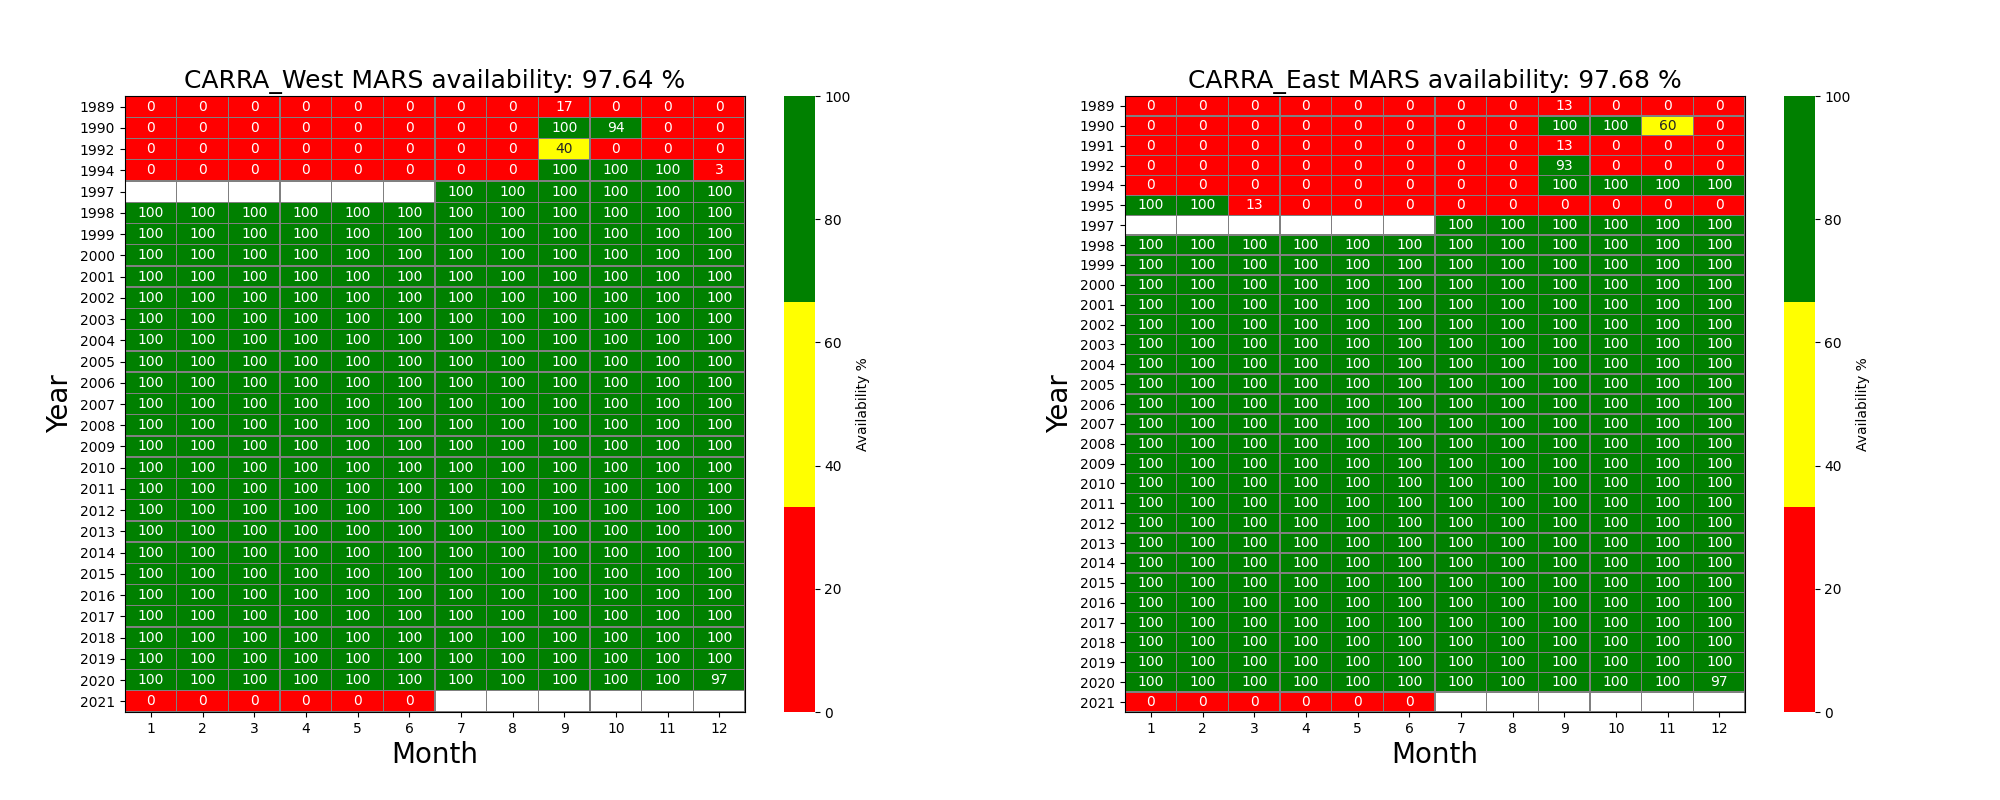 CARRA_West MARS availability: 97.64 %
1989 0 0 0 0 0 0 0 0 17 0 0 0
1990 0 0 0 0 0 0 0 0 100 94 0 0
1992 0 0 0 0 0 0 0 0 40 0 0 0
1994 0 0 0 0 0 0 0 0 100 100 100 3
1997 100 100 100 100 100 100
1998 100 100 100 100 100 100 100 100 100 100 100 100
1999 100 100 100 100 100 100 100 100 100 100 100 100
2000 100 100 100 100 100 100 100 100 100 100 100 100
2001 100 100 100 100 100 100 100 100 100 100 100 100
2002 100 100 100 100 100 100 100 100 100 100 100 100
2003 100 100 100 100 100 100 100 100 100 100 100 100
2004 100 100 100 100 100 100 100 100 100 100 100 100
2005 100 100 100 100 100 100 100 100 100 100 100 100
2006 100 100 100 100 100 100 100 100 100 100 100 100
2007 100 100 100 100 100 100 100 100 100 100 100 100
2008 100 100 100 100 100 100 100 100 100 100 100 100
2009 100 100 100 100 100 100 100 100 100 100 100 100
2010 100 100 100 100 100 100 100 100 100 100 100 100
2011 100 100 100 100 100 100 100 100 100 100 100 100
2012 100 100 100 100 100 100 100 100 100 100 100 100
2013 100 100 100 100 100 100 100 100 100 100 100 100
2014 100 100 100 100 100 100 100 100 100 100 100 100
2015 100 100 100 100 100 100 100 100 100 100 100 100
2016 100 100 100 100 100 100 100 100 100 100 100 100
2017 100 100 100 100 100 100 100 100 100 100 100 100
2018 100 100 100 100 100 100 100 100 100 100 100 100
2019 100 100 100 100 100 100 100 100 100 100 100 100
2020 100 100 100 100 100 100 100 100 100 100 100 97
2021 0 0 0 0 0 0
1 2 3 4 5 6 7 8 9 10 11 12
Month
Year
100
80
60
40
20
0
Availability %
CARRA_East MARS availability: 97.68 %
1989 0 0 0 0 0 0 0 0 13 0 0 0
1990 0 0 0 0 0 0 0 0 100 100 60 0
1991 0 0 0 0 0 0 0 0 13 0 0 0
1992 0 0 0 0 0 0 0 0 93 0 0 0
1994 0 0 0 0 0 0 0 0 100 100 100 100
1995 100 100 13 0 0 0 0 0 0 0 0 0
1997 100 100 100 100 100 100
1998 100 100 100 100 100 100 100 100 100 100 100 100
1999 100 100 100 100 100 100 100 100 100 100 100 100
2000 100 100 100 100 100 100 100 100 100 100 100 100
2001 100 100 100 100 100 100 100 100 100 100 100 100
2002 100 100 100 100 100 100 100 100 100 100 100 100
2003 100 100 100 100 100 100 100 100 100 100 100 100
2004 100 100 100 100 100 100 100 100 100 100 100 100
2005 100 100 100 100 100 100 100 100 100 100 100 100
2006 100 100 100 100 100 100 100 100 100 100 100 100
2007 100 100 100 100 100 100 100 100 100 100 100 100
2008 100 100 100 100 100 100 100 100 100 100 100 100
2009 100 100 100 100 100 100 100 100 100 100 100 100
2010 100 100 100 100 100 100 100 100 100 100 100 100
2011 100 100 100 100 100 100 100 100 100 100 100 100
2012 100 100 100 100 100 100 100 100 100 100 100 100
2013 100 100 100 100 100 100 100 100 100 100 100 100
2014 100 100 100 100 100 100 100 100 100 100 100 100
2015 100 100 100 100 100 100 100 100 100 100 100 100
2016 100 100 100 100 100 100 100 100 100 100 100 100
2017 100 100 100 100 100 100 100 100 100 100 100 100
2018 100 100 100 100 100 100 100 100 100 100 100 100
2019 100 100 100 100 100 100 100 100 100 100 100 100
2020 100 100 100 100 100 100 100 100 100 100 100 97
2021 0 0 0 0 0 0
1 2 3 4 5 6 7 8 9 10 11 12
Month
Year
100
80
60
40
20
0
Availability %